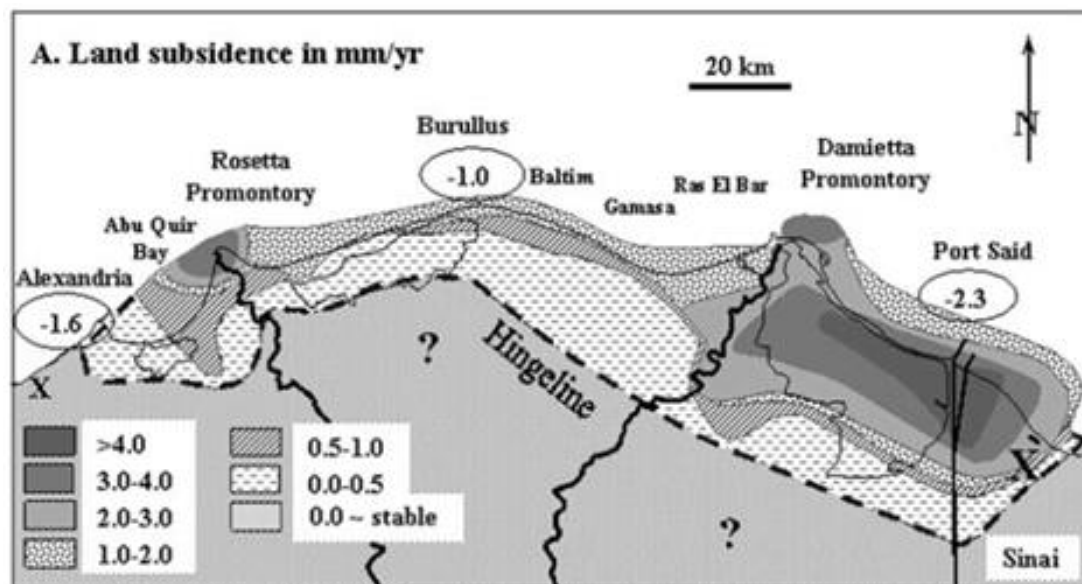 A. Land subsidence in mm/yr
20 km
N
Burullus
-1.0
Baltim
Rosetta
Promontory
Damietta
Promontory
Ras El Bar
Gamasa
Abu Quir
Bay
Port Said
-2.3
Alexandria
-1.6
X
?
Hingeline
X'
?
Sinai
>4.0
3.0-4.0
2.0-3.0
1.0-2.0
0.5-1.0
0.0-0.5
0.0 ~ stable